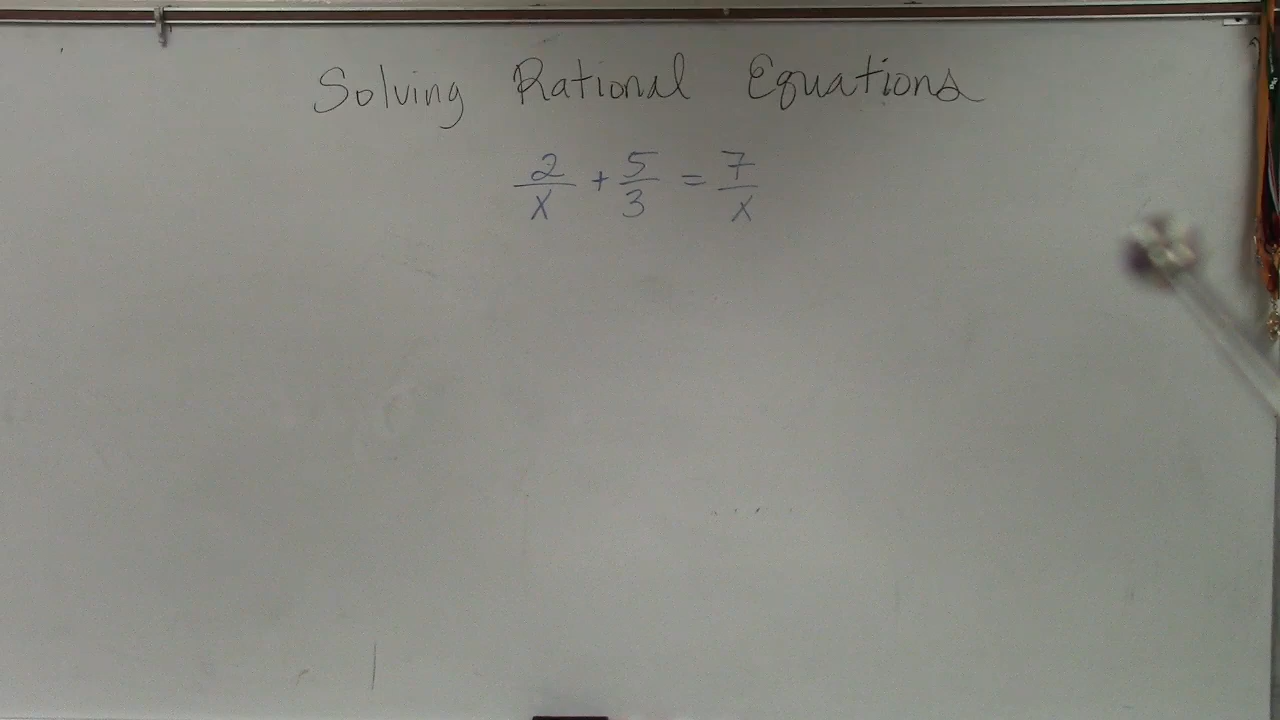 Solving Rational Equations
2/x + 5/3 = 7/x